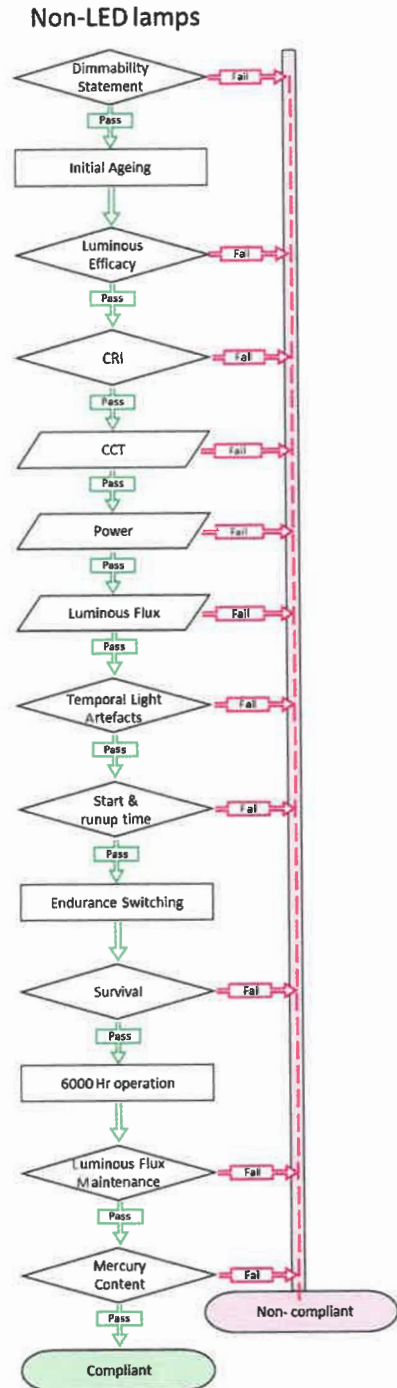 Non-LED lamps
Dimmability
Statement
Fail
Pass
Initial Ageing
Luminous
Efficacy
Fail
Pass
CRI
Fail
Pass
CCT
Fail
Pass
Power
Fail
Pass
Luminous Flux
Fail
Pass
Temporal Light
Artefacts
Fail
Pass
Start &
runup time
Fail
Pass
Endurance Switching
Survival
Fail
Pass
6000 Hr operation
Luminous Flux
Maintenance
Fail
Pass
Mercury
Content
Fail
Pass
Non- compliant
Compliant